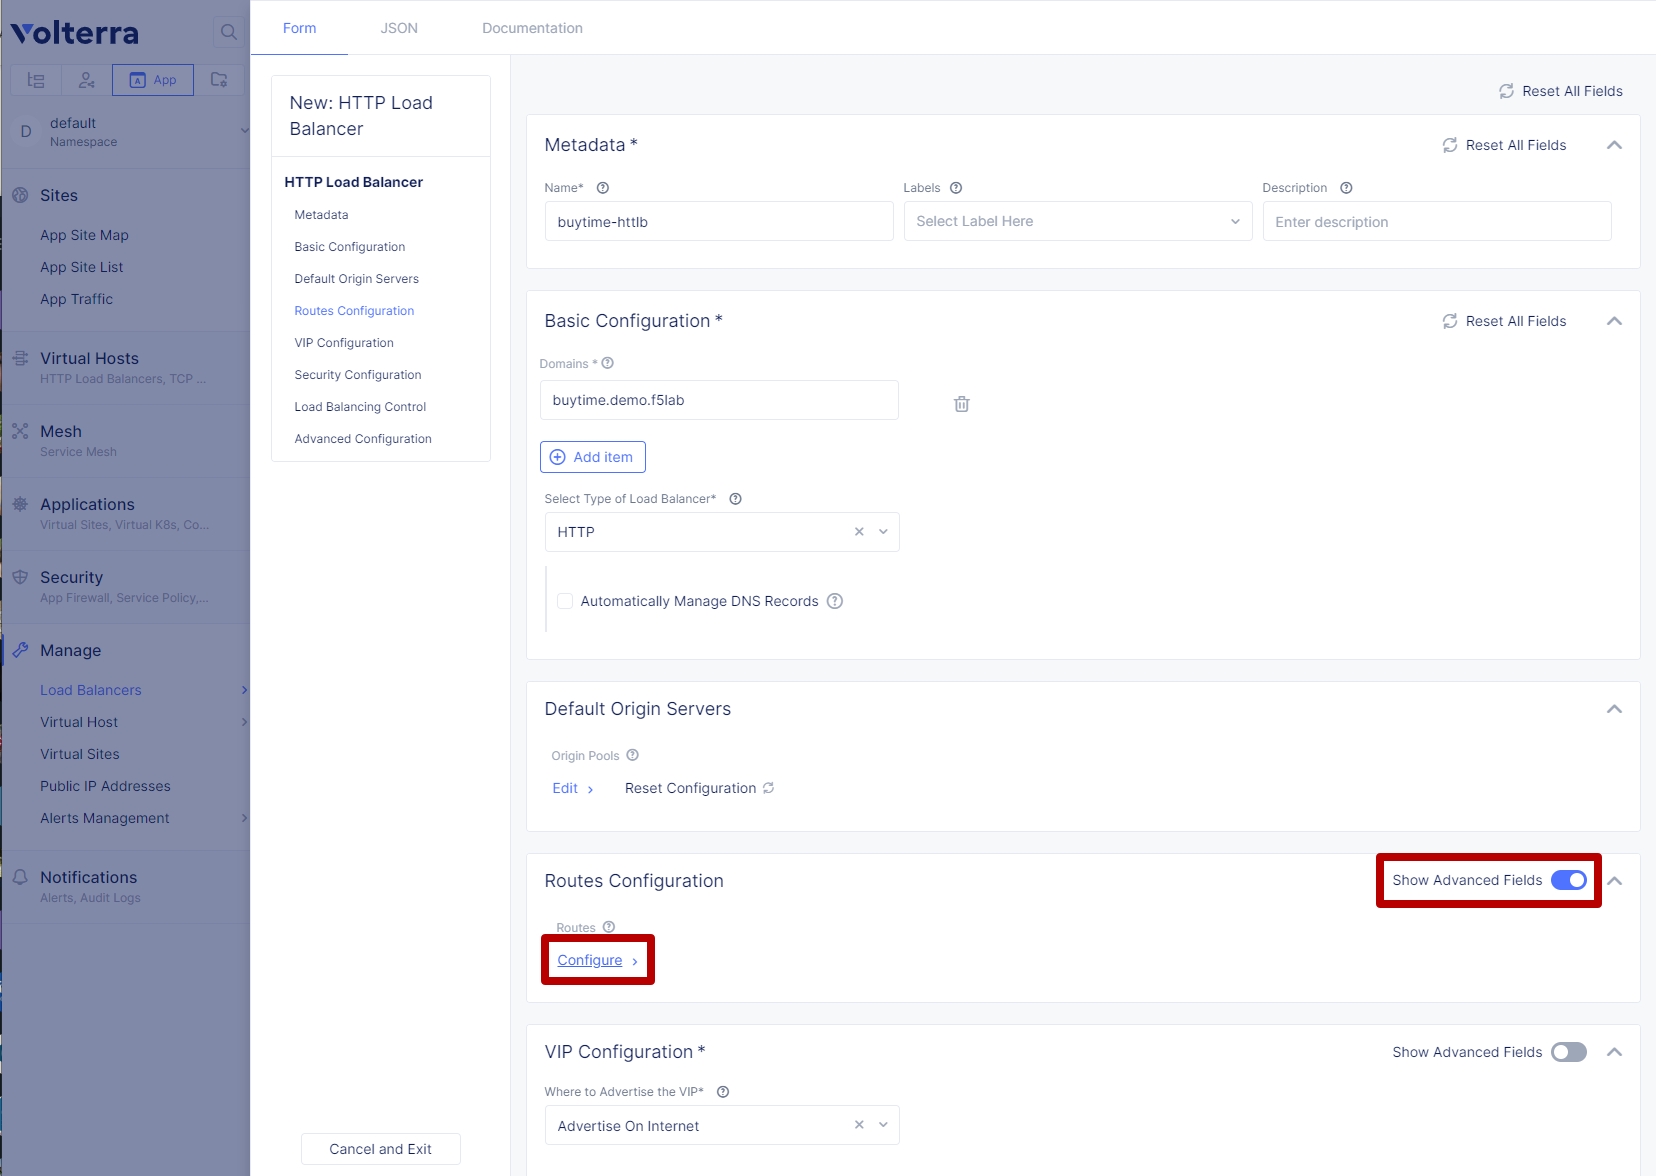 Volterra
App
D
default
Namespace
Sites
App Site Map
App Site List
App Traffic
Virtual Hosts
HTTP Load Balancers, TCP ...
Mesh
Service Mesh
Applications
Virtual Sites, Virtual K8s, Co...
Security
App Firewall, Service Policy,...
Manage
Load Balancers
Virtual Host
Virtual Sites
Public IP Addresses
Alerts Management
Notifications
Alerts, Audit Logs
Form
JSON
Documentation
New: HTTP Load
Balancer
HTTP Load Balancer
Metadata
Basic Configuration
Default Origin Servers
Routes Configuration
VIP Configuration
Security Configuration
Load Balancing Control
Advanced Configuration
Cancel and Exit
Reset All Fields
Metadata *
Reset All Fields
Name*
Labels
Description
buytime-httlb
Select Label Here
Enter description
Basic Configuration *
Reset All Fields
Domains *
buytime.demo.f5lab
Add item
Select Type of Load Balancer*
HTTP
Automatically Manage DNS Records
Default Origin Servers
Origin Pools
Edit
Reset Configuration
Routes Configuration
Show Advanced Fields
Routes
Configure
VIP Configuration *
Show Advanced Fields
Where to Advertise the VIP*
Advertise On Internet